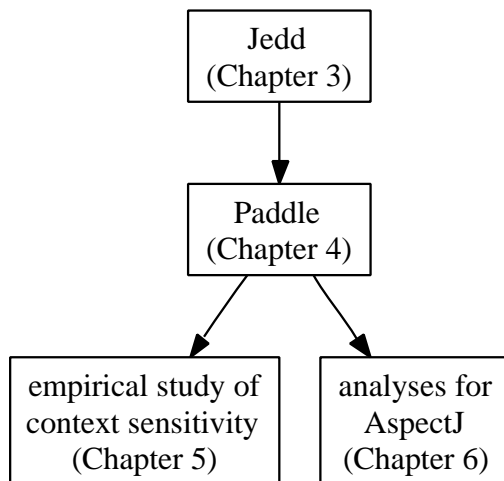 Jedd
(Chapter 3)
Paddle
(Chapter 4)
empirical study of
context sensitivity
(Chapter 5)
analyses for
AspectJ
(Chapter 6)